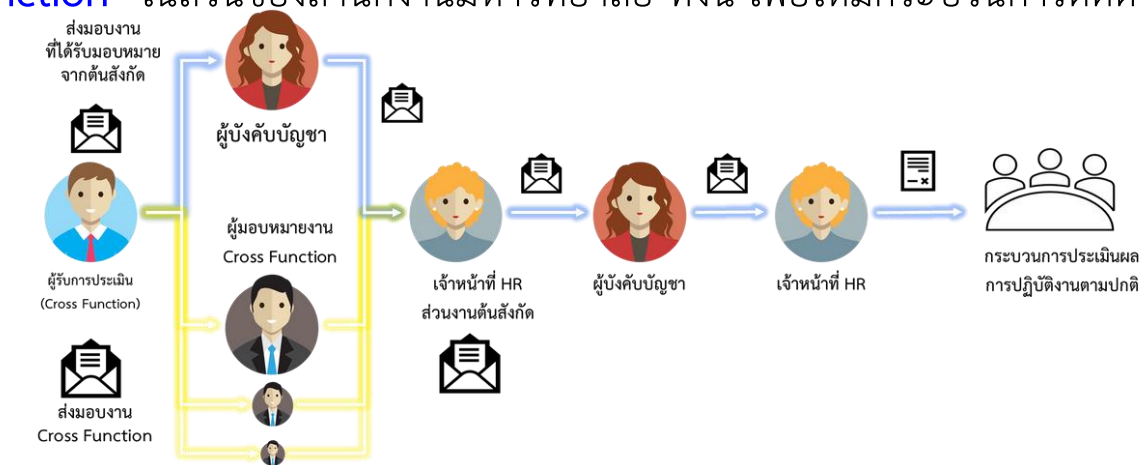 ส่งมอบงาน
ที่ได้รับมอบหมาย
จากต้นสังกัด
ผู้บังคับบัญชา
ผู้มอบหมายงาน
Cross Function
ผู้รับการประเมิน
(Cross Function)
ส่งมอบงาน
Cross Function
เจ้าหน้าที่ HR
ส่วนงานต้นสังกัด
ผู้บังคับบัญชา
เจ้าหน้าที่ HR
กระบวนการประเมินผล
การปฏิบัติงานตามปกติ